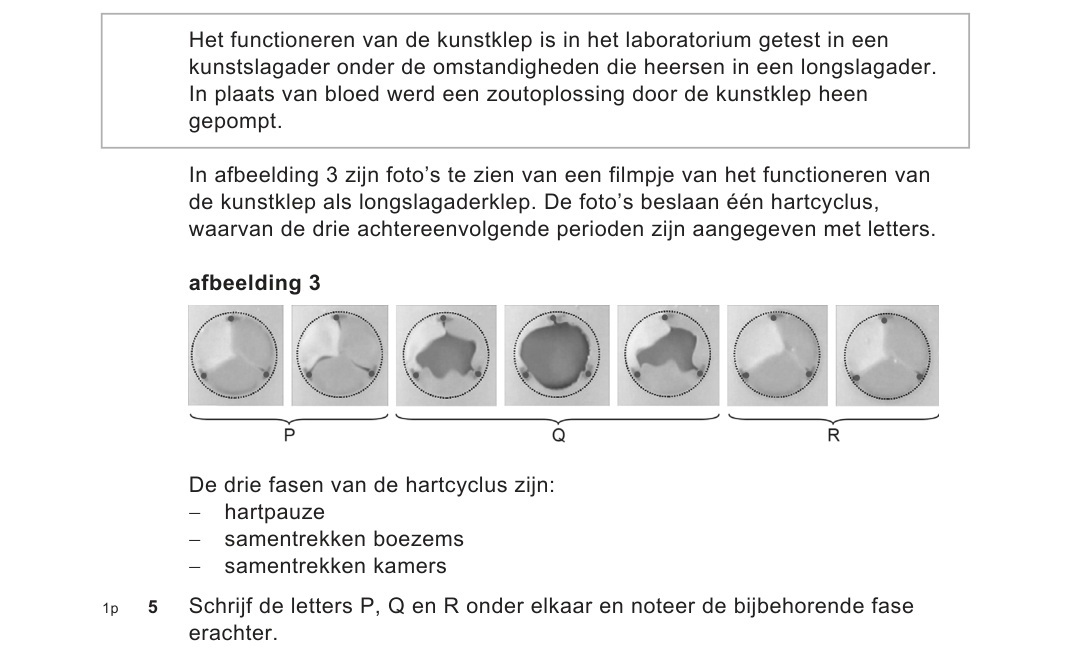 Het functioneren van de kunstklep is in het laboratorium getest in een
kunstslagader onder de omstandigheden die heersen in een longslagader.
In plaats van bloed werd een zoutoplossing door de kunstklep heen
gepompt.
In afbeelding 3 zijn foto’s te zien van een filmpje van het functioneren van
de kunstklep als longslagaderklep. De foto’s beslaan één hartcyclus,
waarvan de drie achtereenvolgende perioden zijn aangegeven met letters.
afbeelding 3
P Q R
De drie fasen van de hartcyclus zijn:
– hartpauze
– samentrekken boezems
– samentrekken kamers
1p 5 Schrijf de letters P, Q en R onder elkaar en noteer de bijbehorende fase
erachter.